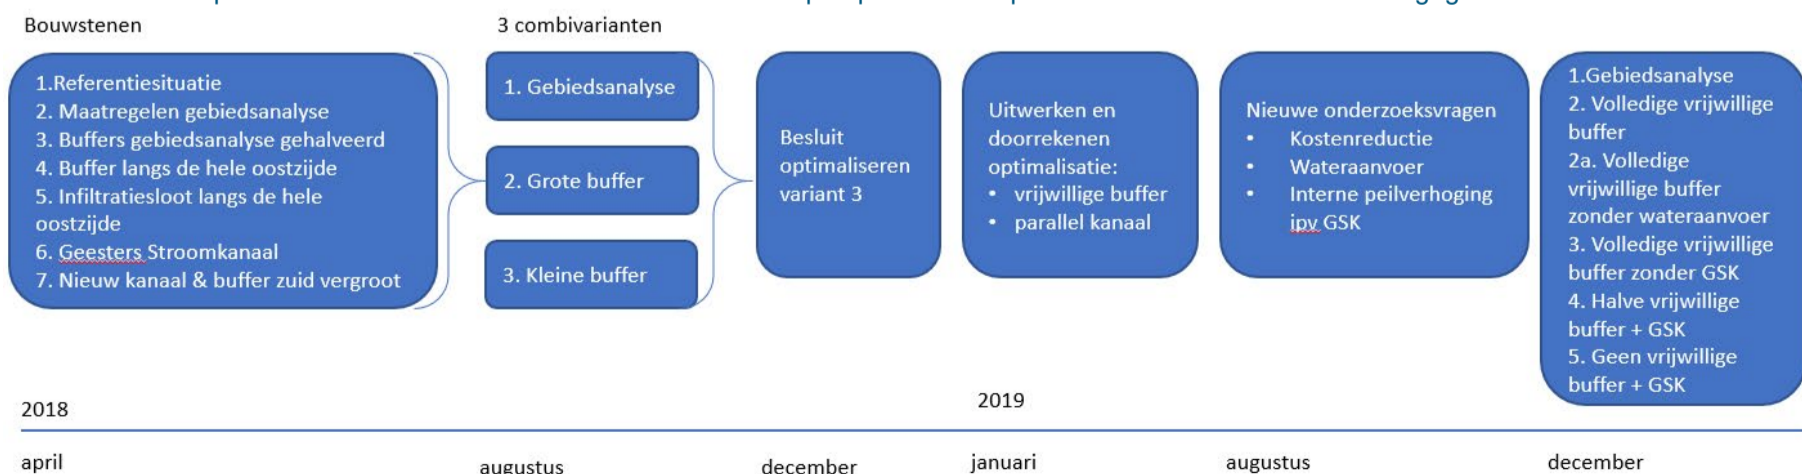 Bouwstenen
3 combivarianten
1.Referentiesituatie
2. Maatregelen gebiedsanalyse
3. Buffers gebiedsanalyse gehalveerd
4. Buffer langs de hele oostzijde
5. Infiltratiesloot langs de hele
oostzijde
6. Geesters Stroomkanaal
7. Nieuw kanaal & buffer zuid vergroot
1. Gebiedsanalyse
2. Grote buffer
3. Kleine buffer
Besluit
optimaliseren
variant 3
Uitwerken en
doorrekenen
optimalisatie:
• vrijwillige buffer
• parallel kanaal
Nieuwe onderzoeksvragen
• Kostenreductie
• Wateraanvoer
• Interne peilverhoging
ipv GSK
1.Gebiedsanalyse
2. Volledige vrijwillige
buffer
2a. Volledige
vrijwillige buffer
zonder wateraanvoer
3. Volledige vrijwillige
buffer zonder GSK
4. Halve vrijwillige
buffer + GSK
5. Geen vrijwillige
buffer + GSK
2018
2019
april
augustus
december
januari
augustus
december